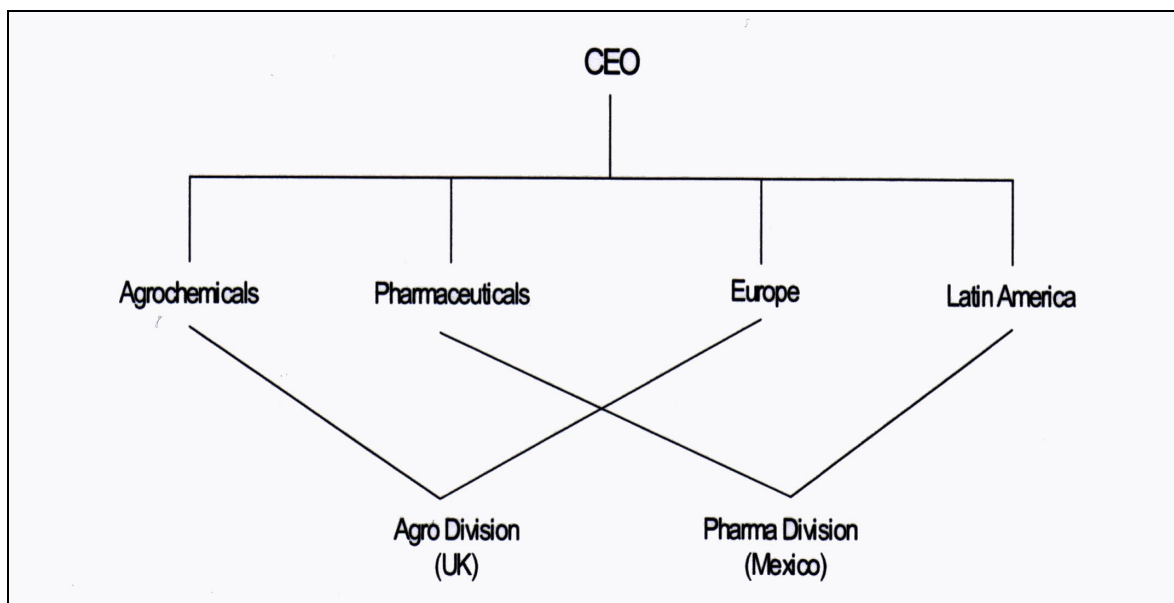 CEO
Agrochemicals
Pharmaceuticals
Europe
Latin America
Agro Division
(UK)
Pharma Division
(Mexico)